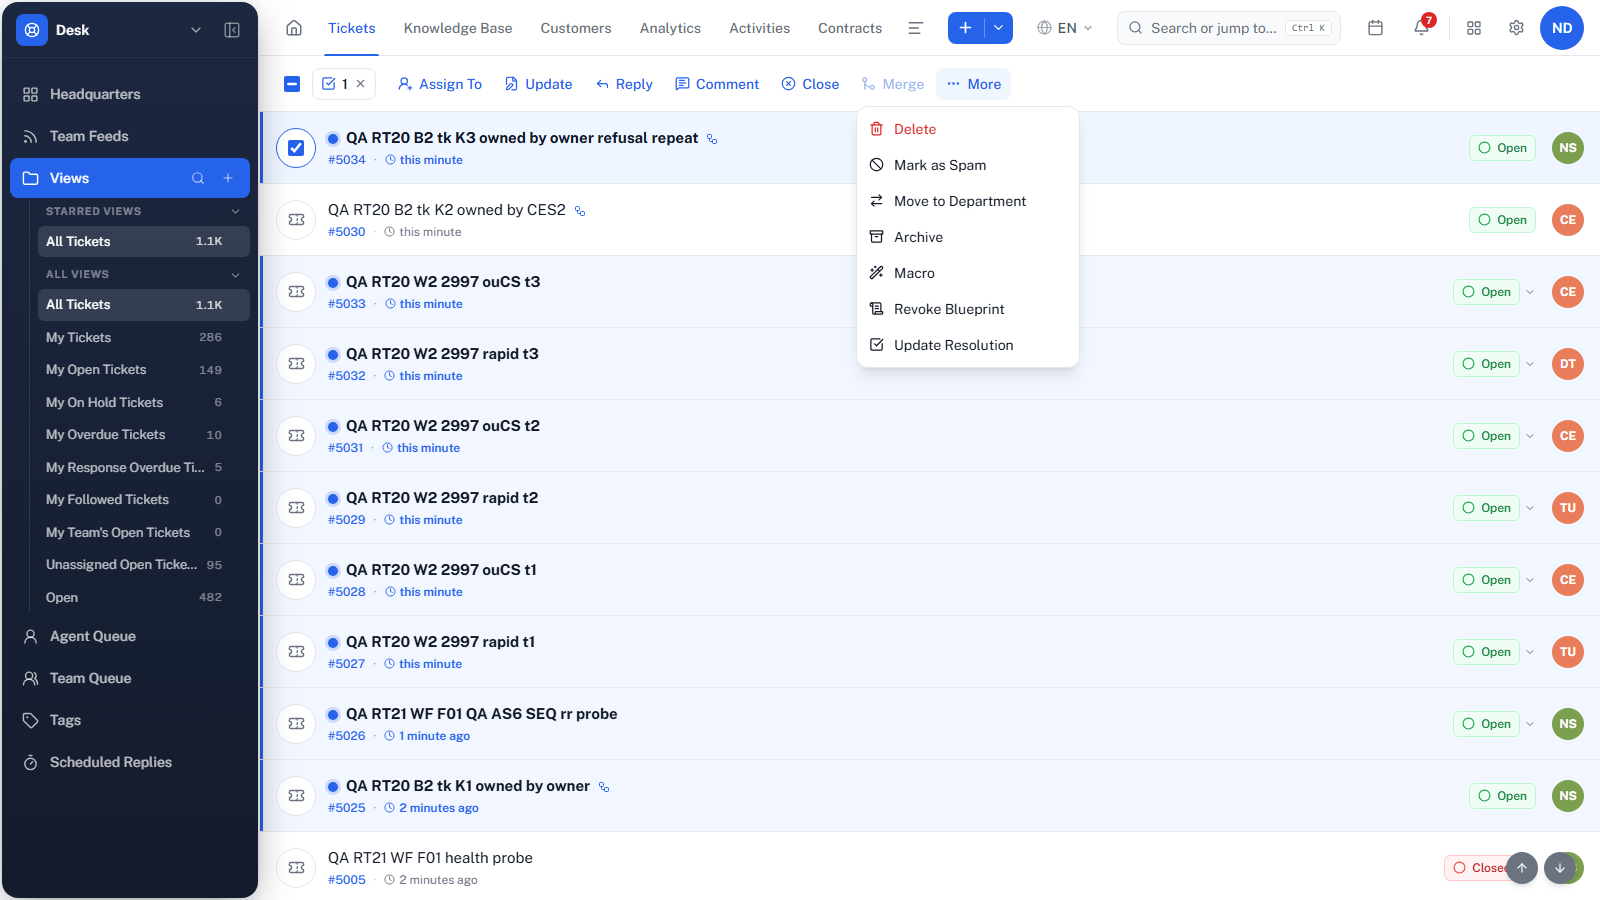 Desk
Headquarters
Team Feeds
Views
STARRED VIEWS
All Tickets 1.1K
ALL VIEWS
All Tickets 1.1K
My Tickets 286
My Open Tickets 149
My On Hold Tickets 6
My Overdue Tickets 10
My Response Overdue Ti... 5
My Followed Tickets 0
My Team's Open Tickets 0
Unassigned Open Ticke... 95
Open 482
Agent Queue
Team Queue
Tags
Scheduled Replies
Tickets Knowledge Base Customers Analytics Activities Contracts EN Search or jump to... Ctrl K 7 ND
1 Assign To Update Reply Comment Close Merge More
Delete
Mark as Spam
Move to Department
Archive
Macro
Revoke Blueprint
Update Resolution
QA RT20 B2 tk K3 owned by owner refusal repeat
#5034 · this minute
Open NS
QA RT20 B2 tk K2 owned by CES2
#5030 · this minute
Open CE
QA RT20 W2 2997 ouCS t3
#5033 · this minute
Open CE
QA RT20 W2 2997 rapid t3
#5032 · this minute
Open DT
QA RT20 W2 2997 ouCS t2
#5031 · this minute
Open CE
QA RT20 W2 2997 rapid t2
#5029 · this minute
Open TU
QA RT20 W2 2997 ouCS t1
#5028 · this minute
Open CE
QA RT20 W2 2997 rapid t1
#5027 · this minute
Open TU
QA RT21 WF F01 QA AS6 SEQ rr probe
#5026 · 1 minute ago
Open NS
QA RT20 B2 tk K1 owned by owner
#5025 · 2 minutes ago
Open NS
QA RT21 WF F01 health probe
#5005 · 2 minutes ago